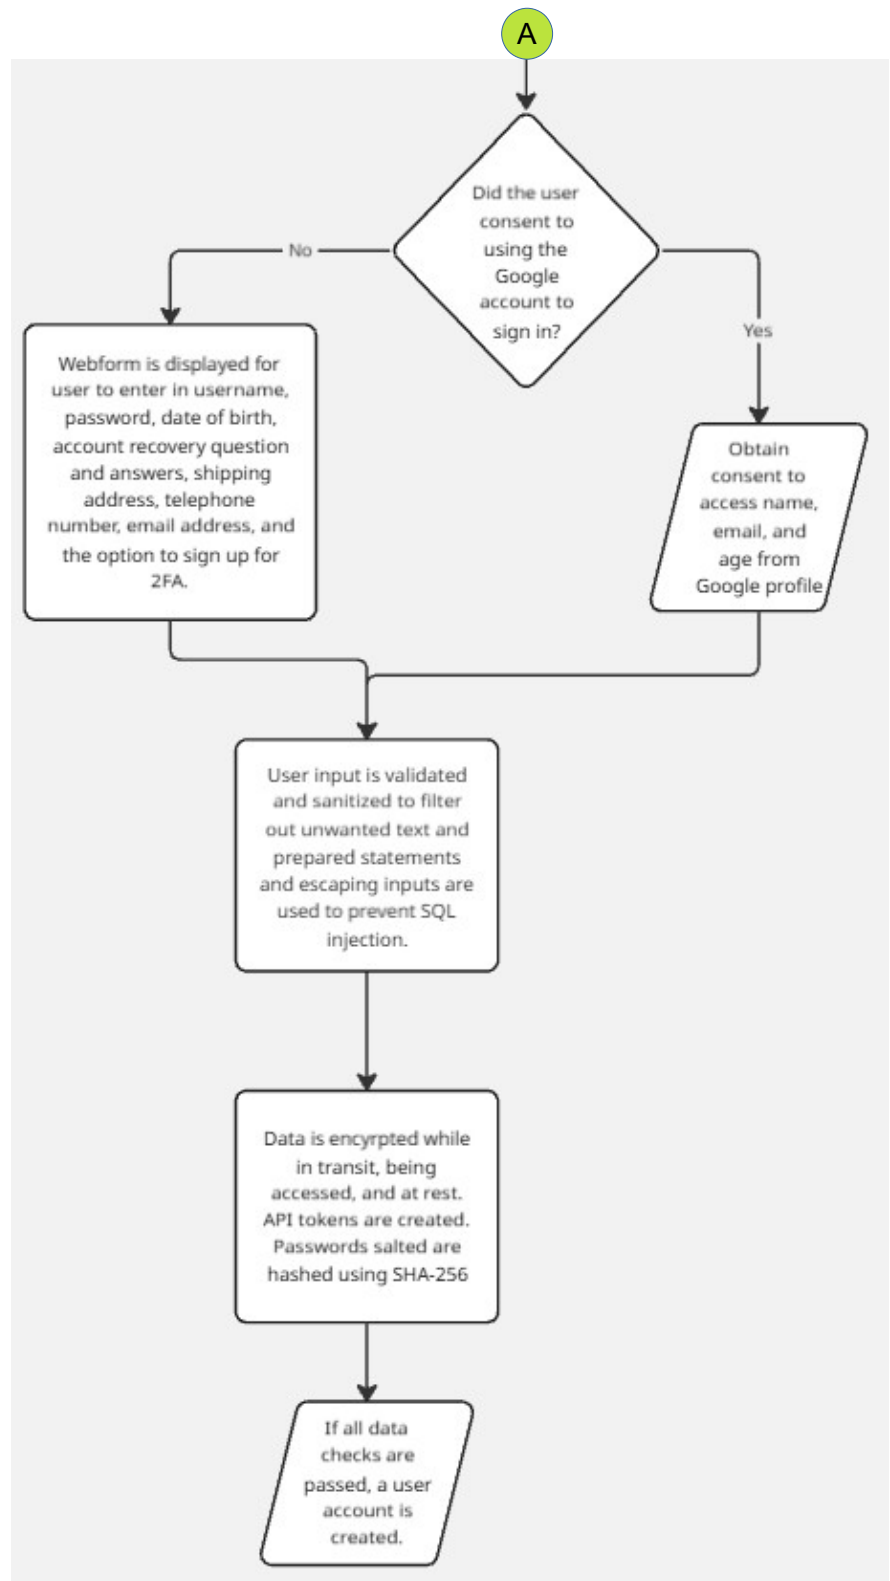 A
Did the user
consent to
using the
Google
account to
sign in?
No
Yes
Webform is displayed for
user to enter in username,
password, date of birth,
account recovery question
and answers, shipping
address, telephone
number, email address, and
the option to sign up for
2FA.
Obtain
consent to
access name,
email, and
age from
Google profile
User input is validated
and sanitized to filter
out unwanted text and
prepared statements
and escaping inputs are
used to prevent SQL
injection.
Data is encyrpted while
in transit, being
accessed, and at rest.
API tokens are created.
Passwords salted are
hashed using SHA-256
If all data
checks are
passed, a user
account is
created.